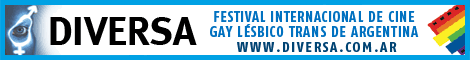 DIVERSA
FESTIVAL INTERNACIONAL DE CINE
GAY LÉSBICO TRANS DE ARGENTINA
WWW.DIVERSA.COM.AR